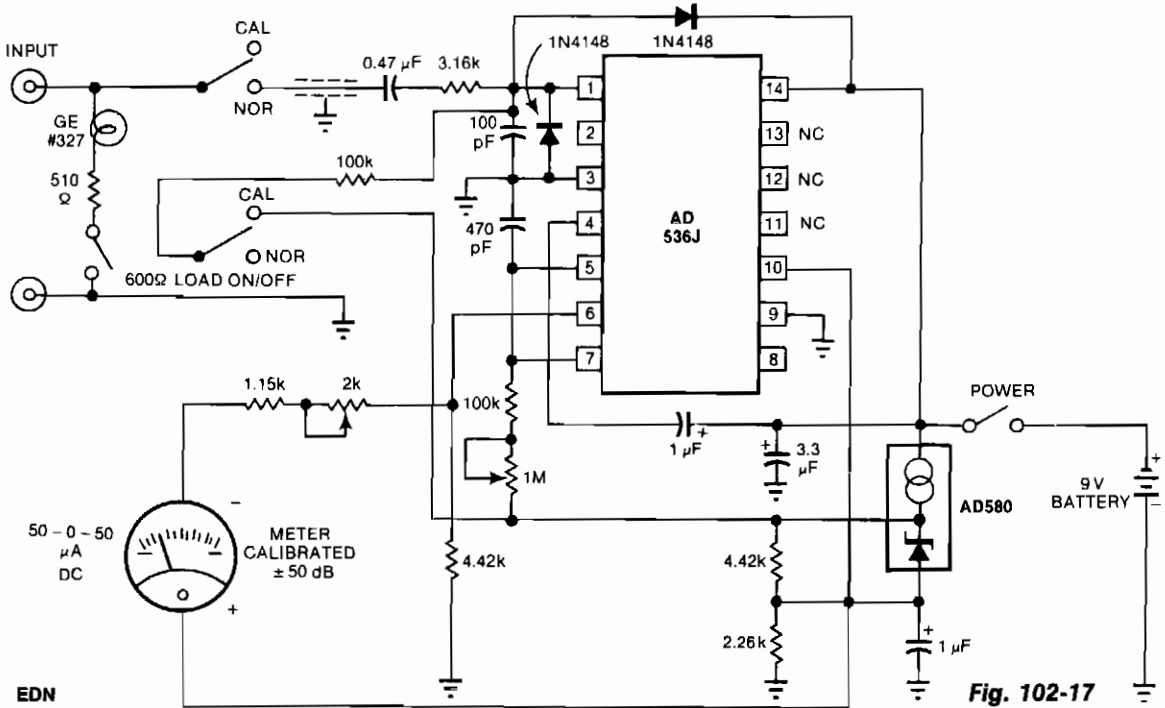 INPUT
CAL
NOR
0.47 µF
3.16k
1N4148
1N4148
GE
#327
510
Ω
100k
CAL
NOR
600Ω LOAD ON/OFF
100
pF
470
pF
1
2
3
4
5
6
7
AD
536J
14
13
12
11
10
9
8
NC
NC
NC
1.15k
2k
100k
1M
1 µF
+
+
3.3
µF
POWER
+
−
9 V
BATTERY
AD580
50 – 0 – 50
µA
DC
−
+
METER
CALIBRATED
± 50 dB
4.42k
4.42k
2.26k
+
1 µF
EDN
Fig. 102-17